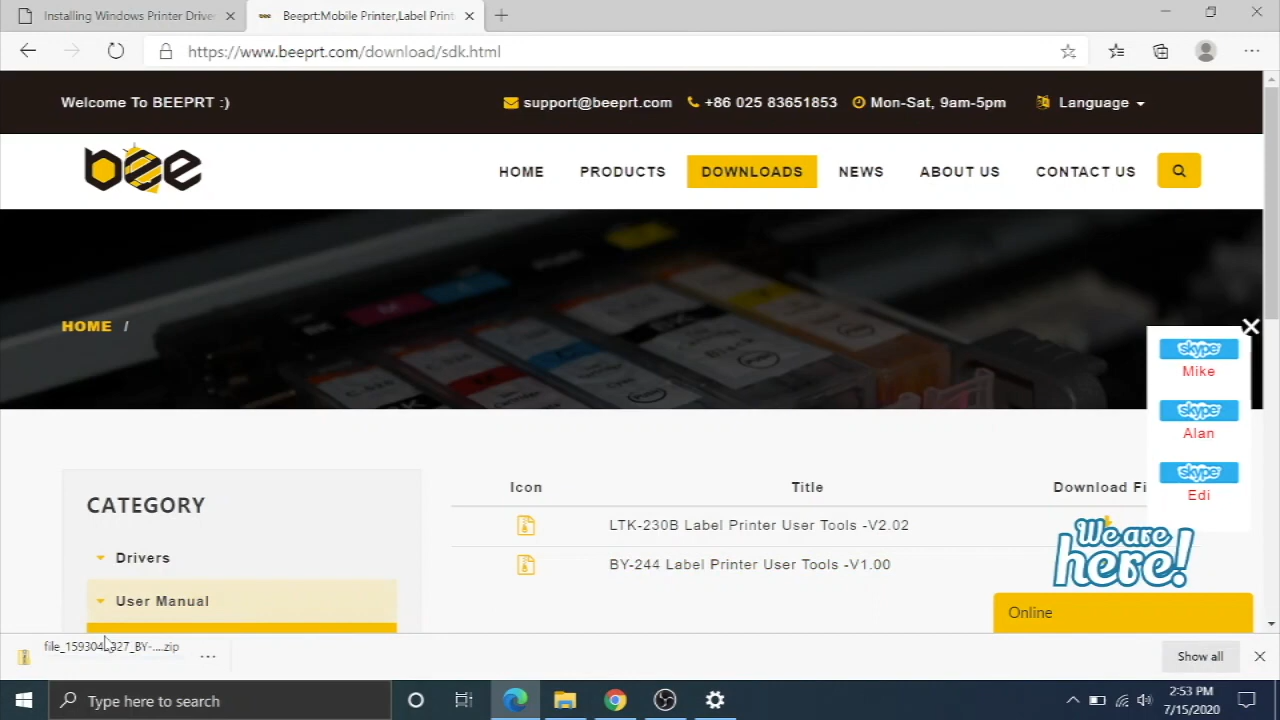 Installing Windows Printer Drive
Beeprt:Mobile Printer,Label Print
https://www.beeprt.com/download/sdk.html
Welcome To BEEPRT :)
support@beeprt.com
+86 025 83651853
Mon-Sat, 9am-5pm
Language
bee
HOME
PRODUCTS
DOWNLOADS
NEWS
ABOUT US
CONTACT US
HOME /
skype
Mike
skype
Alan
skype
Edi
CATEGORY
Drivers
User Manual
Icon
Title
Download Fi
LTK-230B Label Printer User Tools -V2.02
BY-244 Label Printer User Tools -V1.00
We are
here!
Online
Show all
Type here to search
2:53 PM
7/15/2020